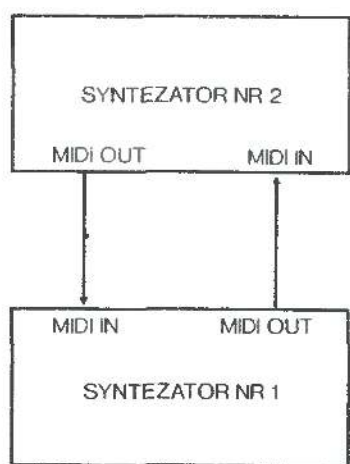 SYNTEZATOR NR 2
MIDI OUT MIDI IN
MIDI IN MIDI OUT
SYNTEZATOR NR 1